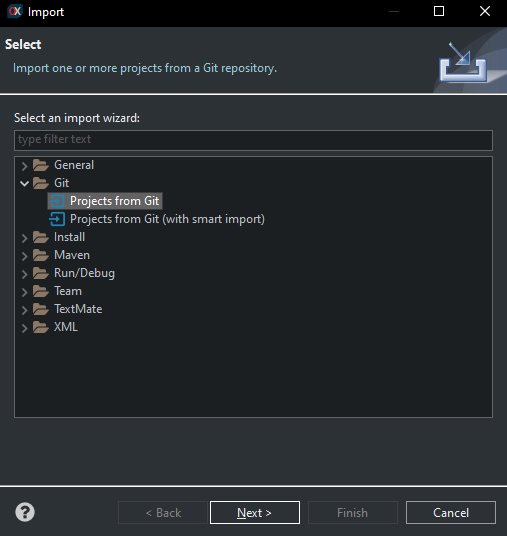 Import
Select
Import one or more projects from a Git repository.
Select an import wizard:
type filter text
General
Git
Projects from Git
Projects from Git (with smart import)
Install
Maven
Run/Debug
Team
TextMate
XML
? < Back Next > Finish Cancel